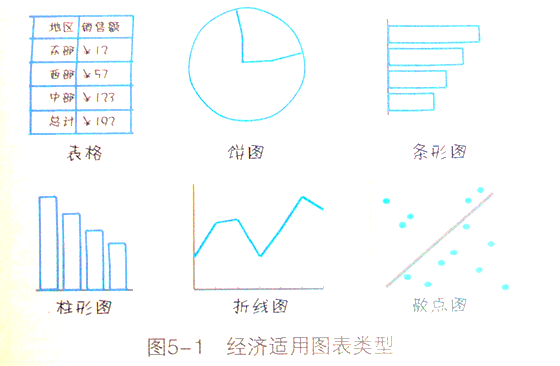 地区 销售额
东部 ¥12
西部 ¥57
中部 ¥123
总计 ¥192
表格
饼图
条形图
柱形图
折线图
散点图
图5-1 经济适用图表类型